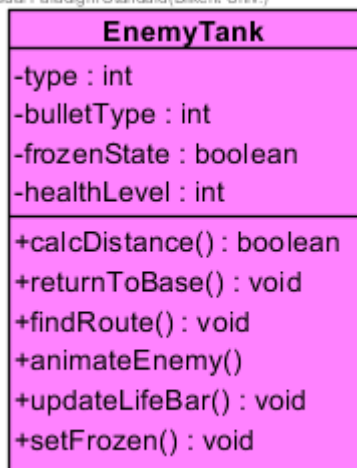 EnemyTank
-type : int
-bulletType : int
-frozenState : boolean
-healthLevel : int
+calcDistance() : boolean
+returnToBase() : void
+findRoute() : void
+animateEnemy()
+updateLifeBar() : void
+setFrozen() : void